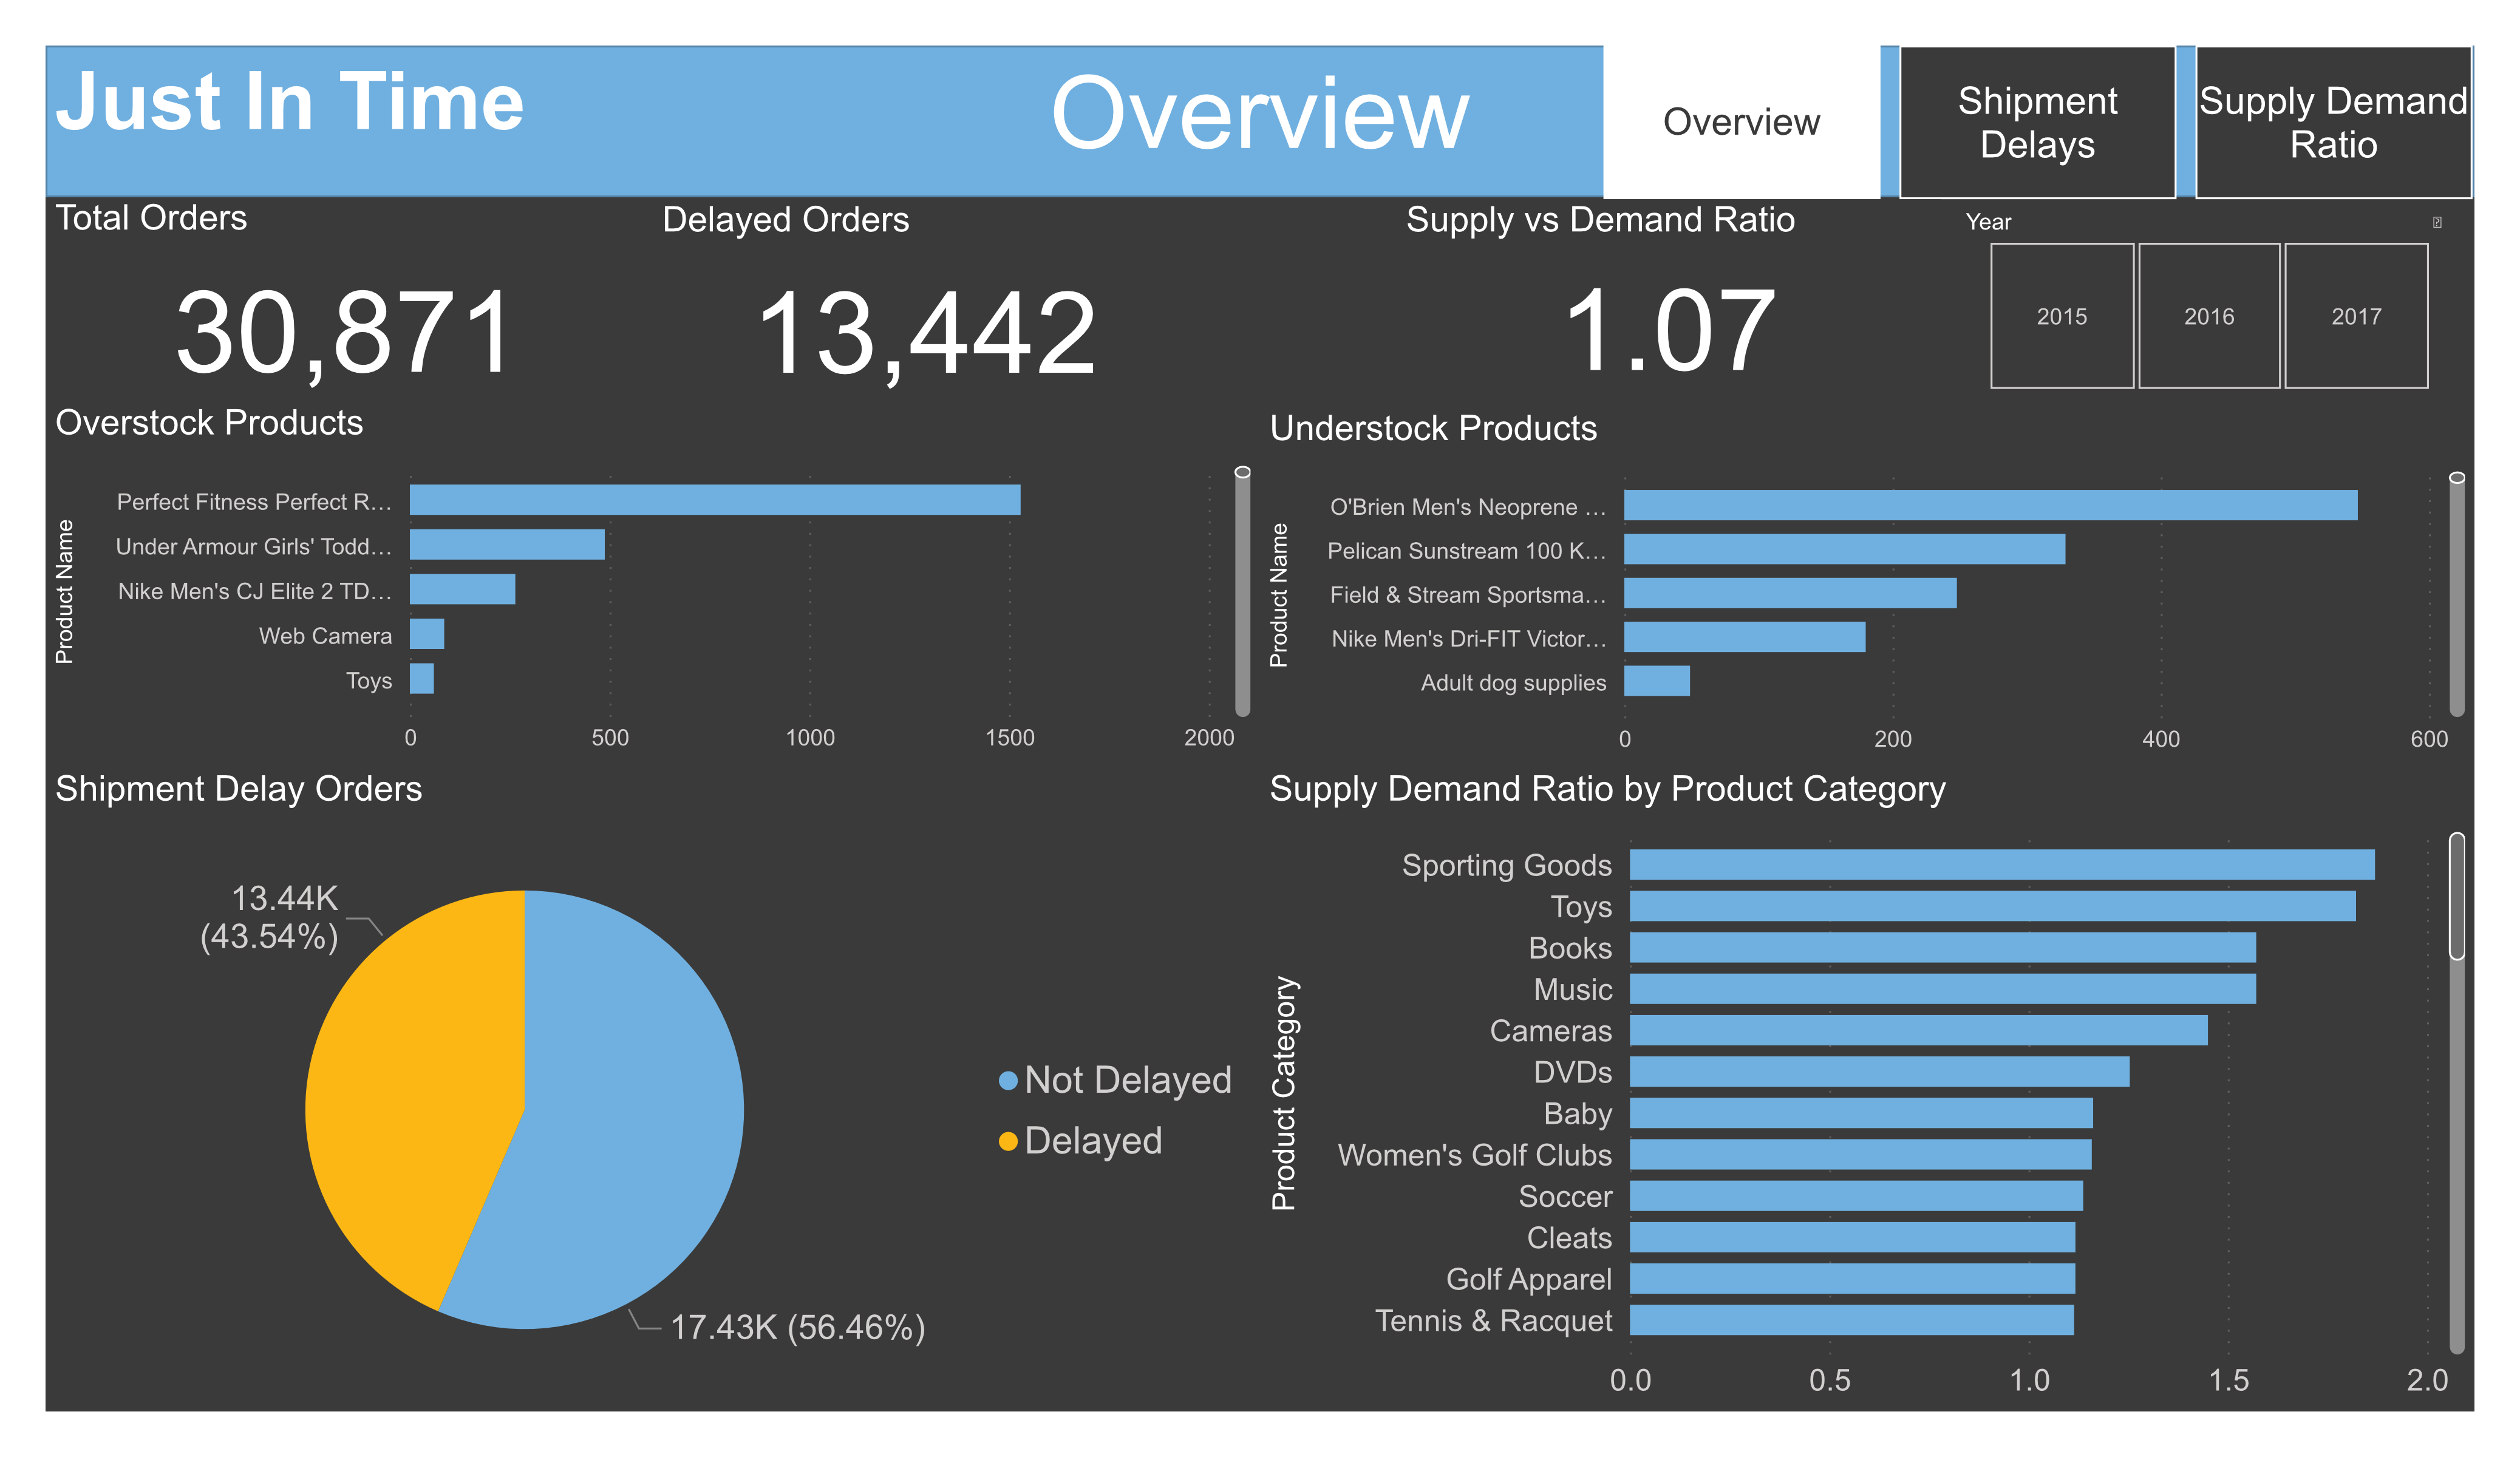 Just In Time
Overview
Overview
Shipment
Delays
Supply Demand
Ratio
Total Orders
30,871
Delayed Orders
13,442
Supply vs Demand Ratio
1.07
Year
2015
2016
2017
Overstock Products
Product Name
Perfect Fitness Perfect R...
Under Armour Girls' Todd...
Nike Men's CJ Elite 2 TD...
Web Camera
Toys
0
500
1000
1500
2000
Understock Products
Product Name
O'Brien Men's Neoprene ...
Pelican Sunstream 100 K...
Field & Stream Sportsma...
Nike Men's Dri-FIT Victor...
Adult dog supplies
0
200
400
600
Shipment Delay Orders
13.44K
(43.54%)
17.43K (56.46%)
Not Delayed
Delayed
Supply Demand Ratio by Product Category
Product Category
Sporting Goods
Toys
Books
Music
Cameras
DVDs
Baby
Women's Golf Clubs
Soccer
Cleats
Golf Apparel
Tennis & Racquet
0.0
0.5
1.0
1.5
2.0